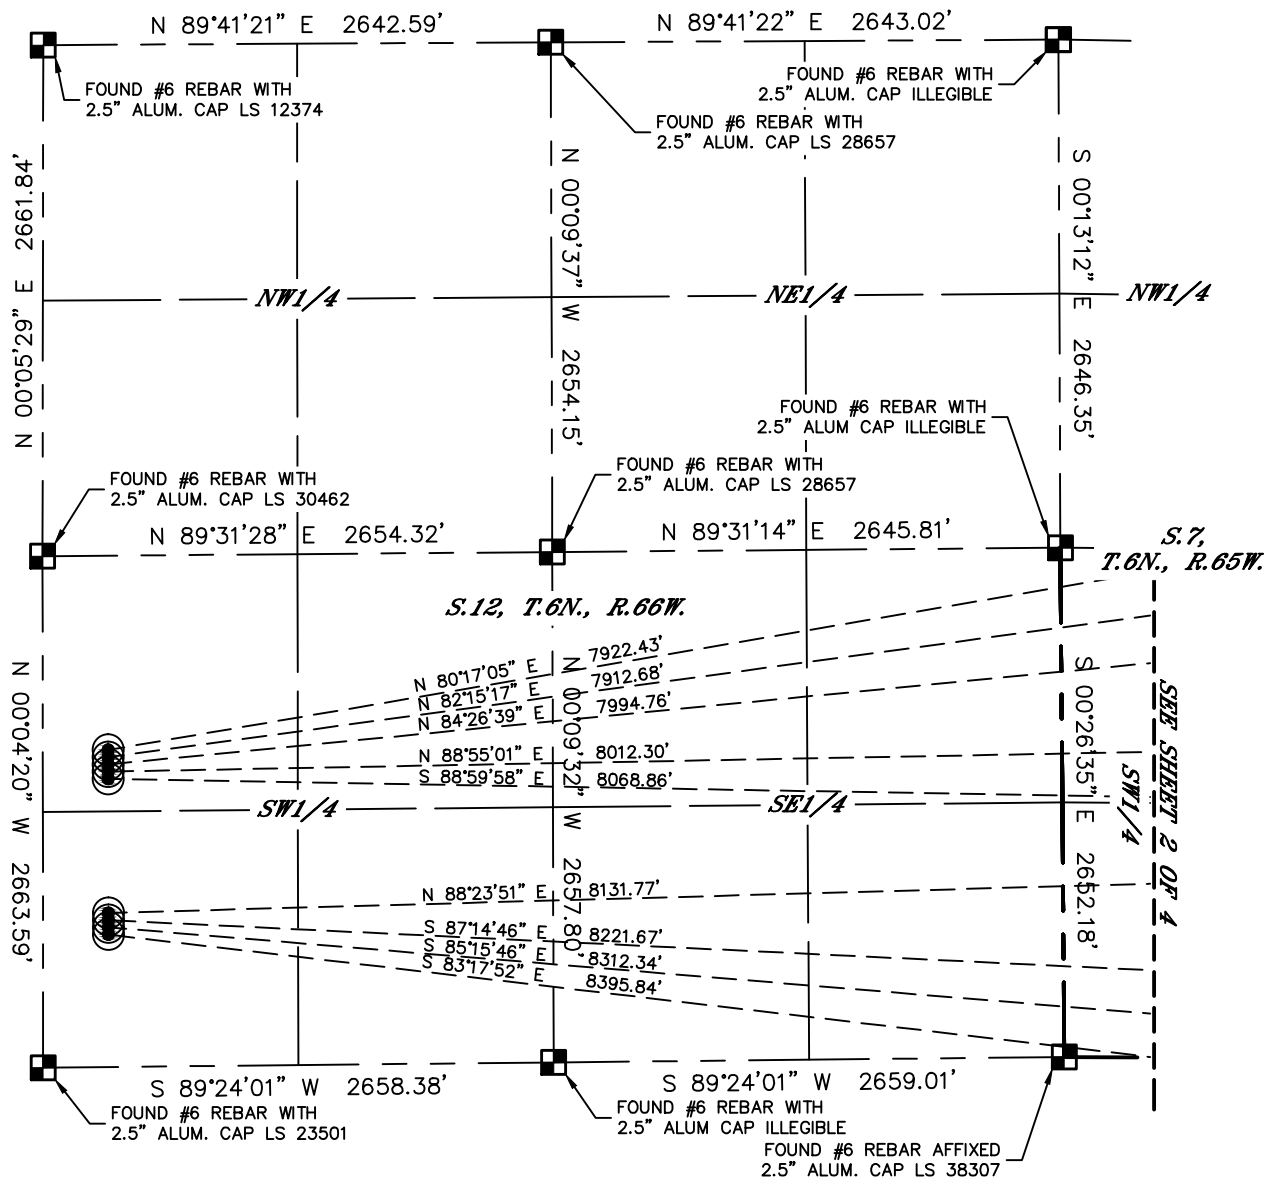 N 89°41'21" E 2642.59'
N 89°41'22" E 2643.02'
FOUND #6 REBAR WITH
2.5" ALUM. CAP LS 12374
FOUND #6 REBAR WITH
2.5" ALUM. CAP LS 28657
FOUND #6 REBAR WITH
2.5" ALUM. CAP ILLEGIBLE
N 00°05'29" E 2661.84'
N 00°09'37" W 2654.15'
S 00°13'12" E 2646.35'
NW1/4
NE1/4
NW1/4
FOUND #6 REBAR WITH
2.5" ALUM CAP ILLEGIBLE
FOUND #6 REBAR WITH
2.5" ALUM. CAP LS 30462
FOUND #6 REBAR WITH
2.5" ALUM. CAP LS 28657
N 89°31'28" E 2654.32'
N 89°31'14" E 2645.81'
S.7,
T.6N., R.65W.
S.12, T.6N., R.66W.
N 80°17'05" E 7922.43'
N 82°15'17" E 7912.68'
N 84°26'39" E 7994.76'
N 88°55'01" E 8012.30'
S 88°59'58" E 8068.86'
N 00°04'20" W 2663.59'
N 00°09'32" W 2657.80'
S 00°26'35" E 2652.18'
SW1/4
SE1/4
SW1/4
SEE SHEET 2 OF 4
N 88°23'51" E 8131.77'
S 87°14'46" E 8221.67'
S 85°15'46" E 8312.34'
S 83°17'52" E 8395.84'
S 89°24'01" W 2658.38'
S 89°24'01" W 2659.01'
FOUND #6 REBAR WITH
2.5" ALUM. CAP LS 23501
FOUND #6 REBAR WITH
2.5" ALUM CAP ILLEGIBLE
FOUND #6 REBAR AFFIXED
2.5" ALUM. CAP LS 38307